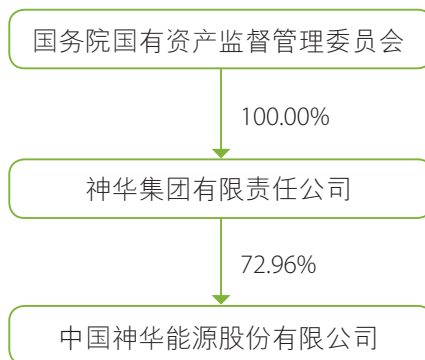 国务院国有资产监督管理委员会
100.00%
神华集团有限责任公司
72.96%
中国神华能源股份有限公司